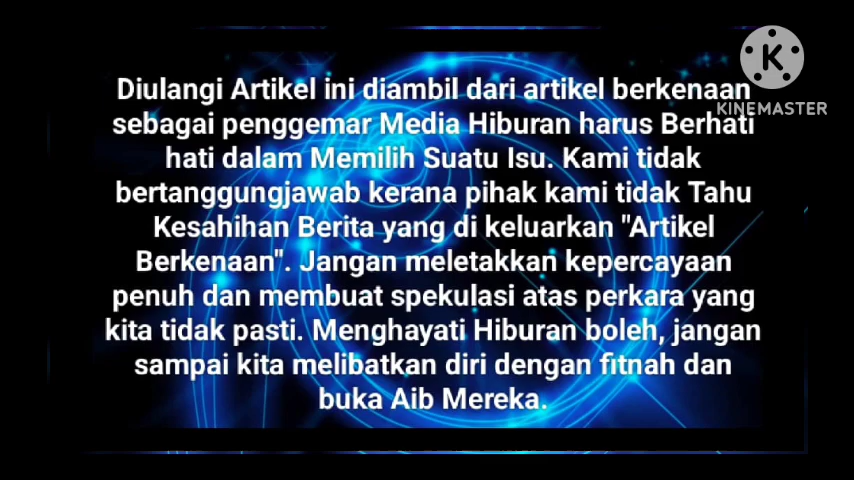 K
KINEMASTER
Diulangi Artikel ini diambil dari artikel berkenaan
sebagai penggemar Media Hiburan harus Berhati
hati dalam Memilih Suatu Isu. Kami tidak
bertanggungjawab kerana pihak kami tidak Tahu
Kesahihan Berita yang di keluarkan "Artikel
Berkenaan". Jangan meletakkan kepercayaan
penuh dan membuat spekulasi atas perkara yang
kita tidak pasti. Menghayati Hiburan boleh, jangan
sampai kita melibatkan diri dengan fitnah dan
buka Aib Mereka.